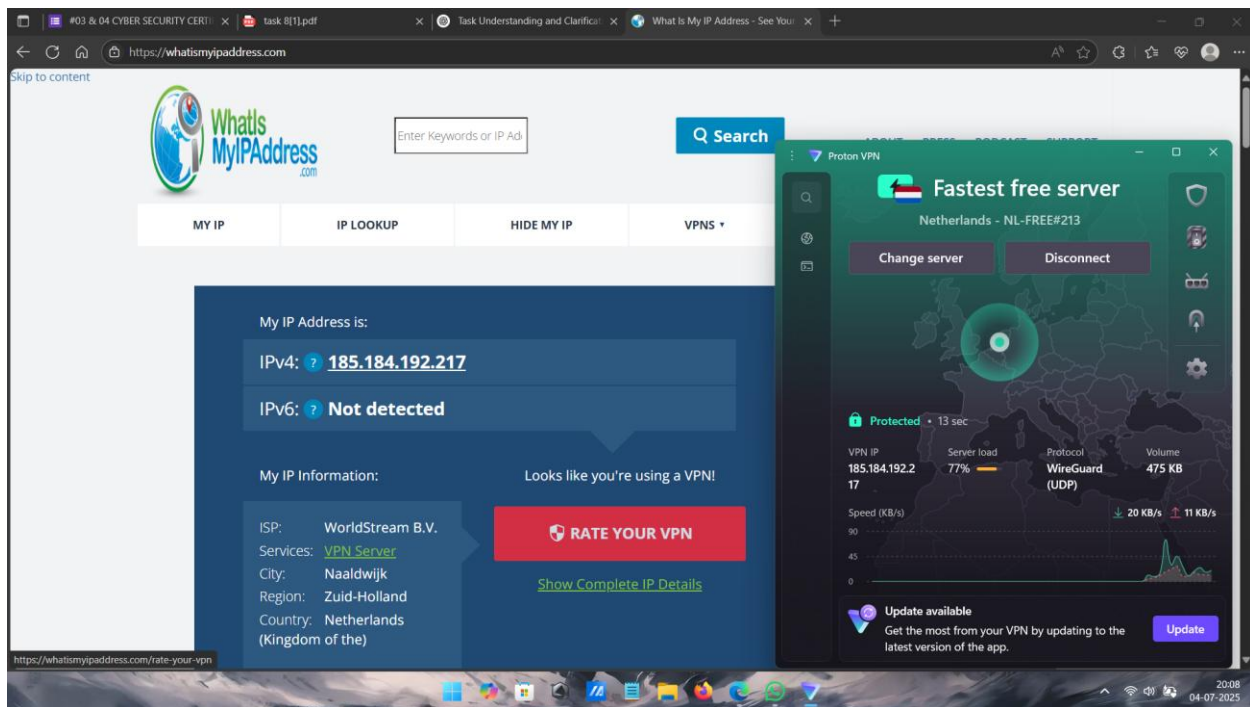 #03 & 04 CYBER SECURITY CERTI
task 8[1].pdf
Task Understanding and Clarificat
What Is My IP Address - See Your
https://whatismyipaddress.com
Skip to content
WhatIs
MyIPAddress
.com
Enter Keywords or IP Ad
Search
ABOUT PRESS PODCAST SUPPORT
MY IP
IP LOOKUP
HIDE MY IP
VPNS
My IP Address is:
IPv4: ? 185.184.192.217
IPv6: ? Not detected
My IP Information:
Looks like you're using a VPN!
ISP: WorldStream B.V.
Services: VPN Server
City: Naaldwijk
Region: Zuid-Holland
Country: Netherlands
(Kingdom of the)
RATE YOUR VPN
Show Complete IP Details
https://whatismyipaddress.com/rate-your-vpn
Proton VPN
Fastest free server
Netherlands - NL-FREE#213
Change server
Disconnect
Protected • 13 sec
VPN IP
185.184.192.2
17
Server load
77%
Protocol
WireGuard
(UDP)
Volume
475 KB
Speed (KB/s)
20 KB/s
11 KB/s
90
45
0
Update available
Get the most from your VPN by updating to the
latest version of the app.
Update
20:08
04-07-2025